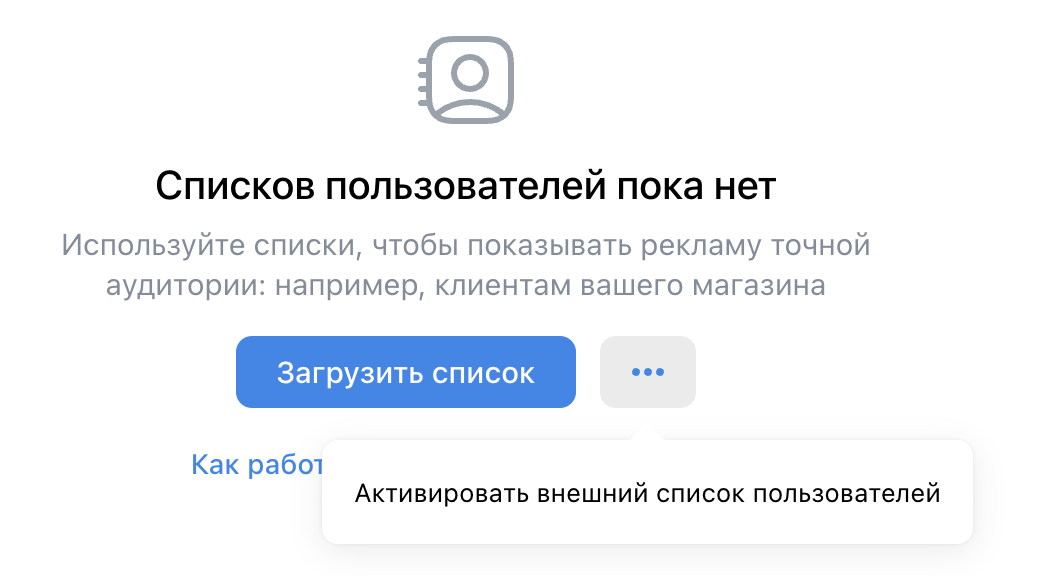 Списков пользователей пока нет
Используйте списки, чтобы показывать рекламу точной
аудитории: например, клиентам вашего магазина
Загрузить список
Как
Активировать внешний список пользователей